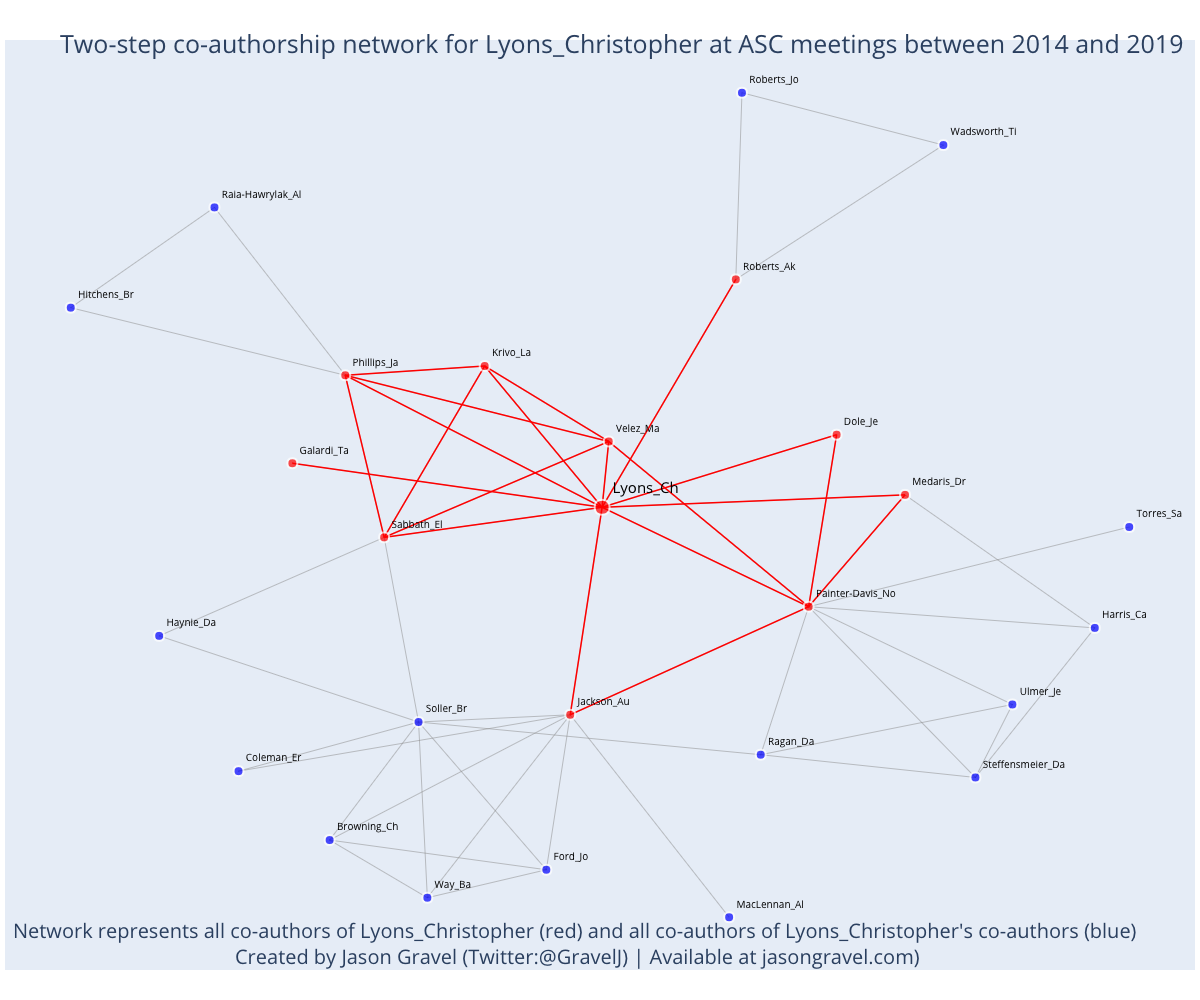 Two-step co-authorship network for Lyons_Christopher at ASC meetings between 2014 and 2019
Roberts_Jo
Wadsworth_Ti
Raia-Hawrylak_Al
Roberts_Ak
Hitchens_Br
Krivo_La
Phillips_Ja
Dole_Je
Velez_Ma
Galardi_Ta
Medaris_Dr
Lyons_Ch
Torres_Sa
Sabbath_El
Painter-Davis_No
Harris_Ca
Haynie_Da
Ulmer_Je
Jackson_Au
Soller_Br
Ragan_Da
Coleman_Er
Steffensmeier_Da
Browning_Ch
Ford_Jo
Way_Ba
MacLennan_Al
Network represents all co-authors of Lyons_Christopher (red) and all co-authors of Lyons_Christopher's co-authors (blue)
Created by Jason Gravel (Twitter:@GravelJ) | Available at jasongravel.com)